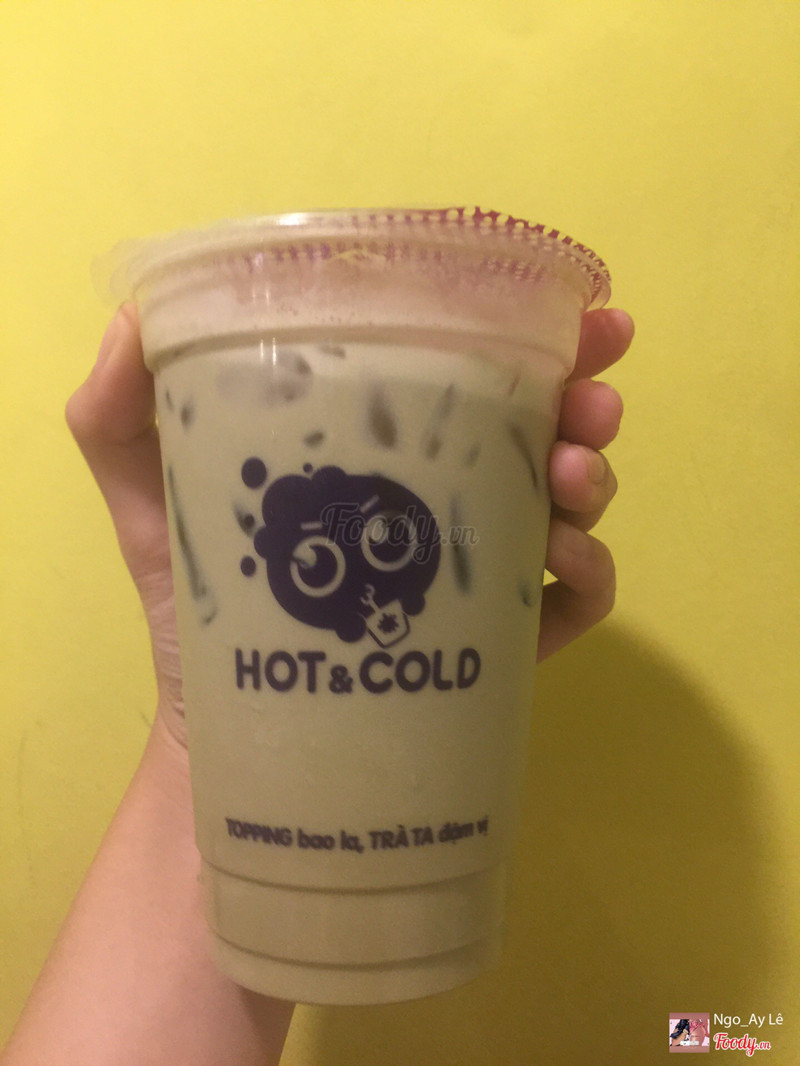 Foody.vn
HOT & COLD
TOPPING bao la, TRÀ TA đậm vị
Ngo_Ay Lê
Foody.vn